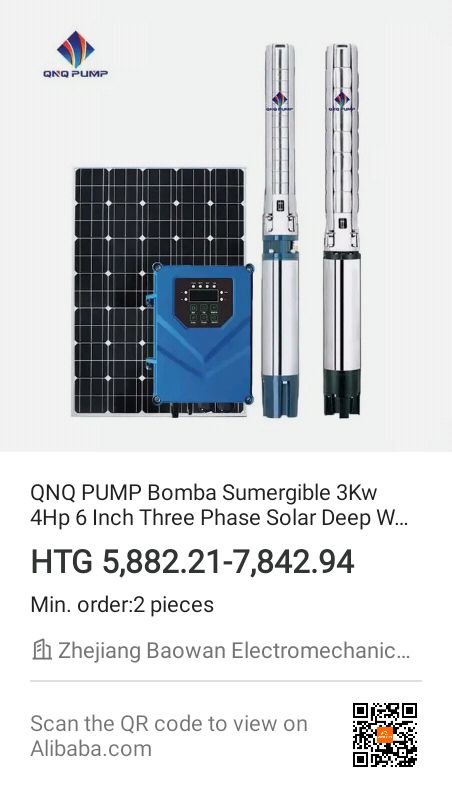 QNQ PUMP
QNQ PUMP Bomba Sumergible 3Kw
4Hp 6 Inch Three Phase Solar Deep W...
HTG 5,882.21-7,842.94
Min. order:2 pieces
Zhejiang Baowan Electromechanic...
Scan the QR code to view on
Alibaba.com